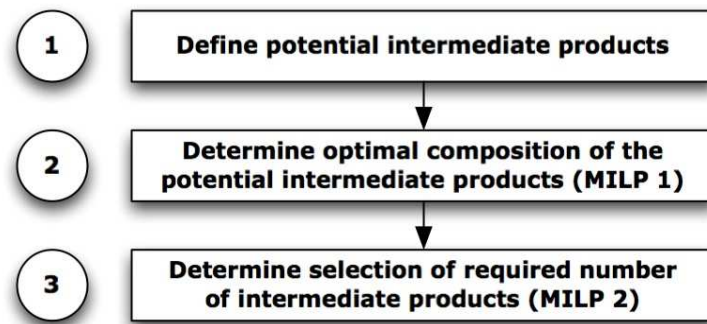 1
Define potential intermediate products
2
Determine optimal composition of the
potential intermediate products (MILP 1)
3
Determine selection of required number
of intermediate products (MILP 2)